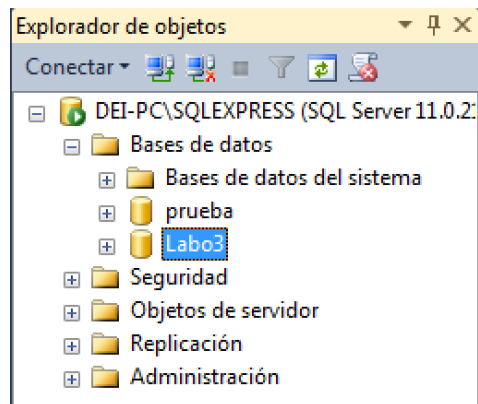 Explorador de objetos
Conectar
DEI-PC\SQLEXPRESS (SQL Server 11.0.2
Bases de datos
Bases de datos del sistema
prueba
Labo3
Seguridad
Objetos de servidor
Replicación
Administración